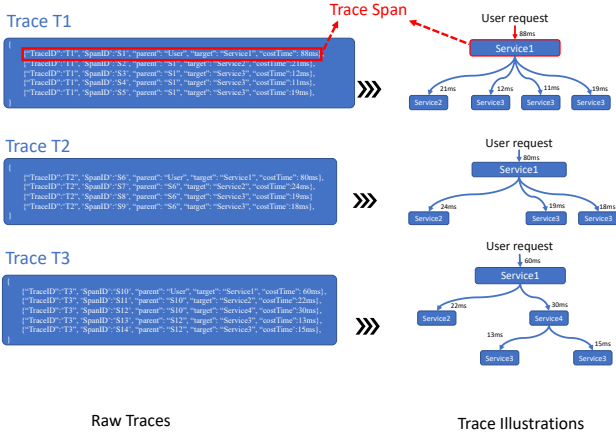 Trace T1
{
{"TraceID":'T1", 'SpanID':'S1', "parent": "User", "target": "Service1", "costTime": 88ms},
{"TraceID":'T1", 'SpanID':'S2', "parent": "S1", "target": "Service2", "costTime":21ms},
{"TraceID":'T1", 'SpanID':'S3', "parent": "S1", "target": "Service3", "costTime":12ms},
{"TraceID":'T1", 'SpanID':'S4', "parent": "S1", "target": "Service3", "costTime":11ms},
{"TraceID":'T1", 'SpanID':'S5', "parent": "S1", "target": "Service3", "costTime":19ms},
}
Trace Span
User request
88ms
Service1
21ms
12ms
11ms
19ms
Service2
Service3
Service3
Service3
Trace T2
{
{"TraceID":'T2", 'SpanID':'S6', "parent": "User", "target": "Service1", "costTime": 80ms},
{"TraceID":'T2", 'SpanID':'S7', "parent": "S6", "target": "Service2", "costTime":24ms},
{"TraceID":'T2", 'SpanID':'S8', "parent": "S6", "target": "Service3", "costTime":19ms}
{"TraceID":'T2", 'SpanID':'S9', "parent": "S6", "target": "Service3", "costTime':18ms},
}
User request
80ms
Service1
24ms
19ms
18ms
Service2
Service3
Service3
Trace T3
{
{"TraceID":'T3", 'SpanID':'S10', "parent": "User", "target": "Service1", "costTime": 60ms},
{"TraceID":'T3", 'SpanID':'S11', "parent": "S10", "target": "Service2", "costTime":22ms},
{"TraceID":'T3", 'SpanID':'S12', "parent": "S10", "target": "Service4", "costTime":30ms},
{"TraceID":'T3", 'SpanID':'S13', "parent": "S12", "target": "Service3", "costTime":13ms},
{"TraceID":'T3", 'SpanID':'S14', "parent": "S12", "target": "Service3", "costTime':15ms},
}
User request
60ms
Service1
22ms
30ms
Service2
Service4
13ms
15ms
Service3
Service3
Raw Traces
Trace Illustrations